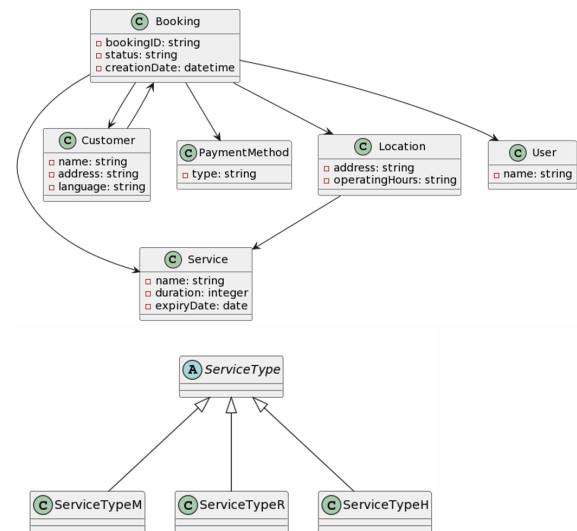 C Booking
bookingID: string
status: string
creationDate: datetime
C Customer
name: string
address: string
language: string
C PaymentMethod
type: string
C Location
address: string
operatingHours: string
C User
name: string
C Service
name: string
duration: integer
expiryDate: date
A ServiceType
C ServiceTypeM
C ServiceTypeR
C ServiceTypeH